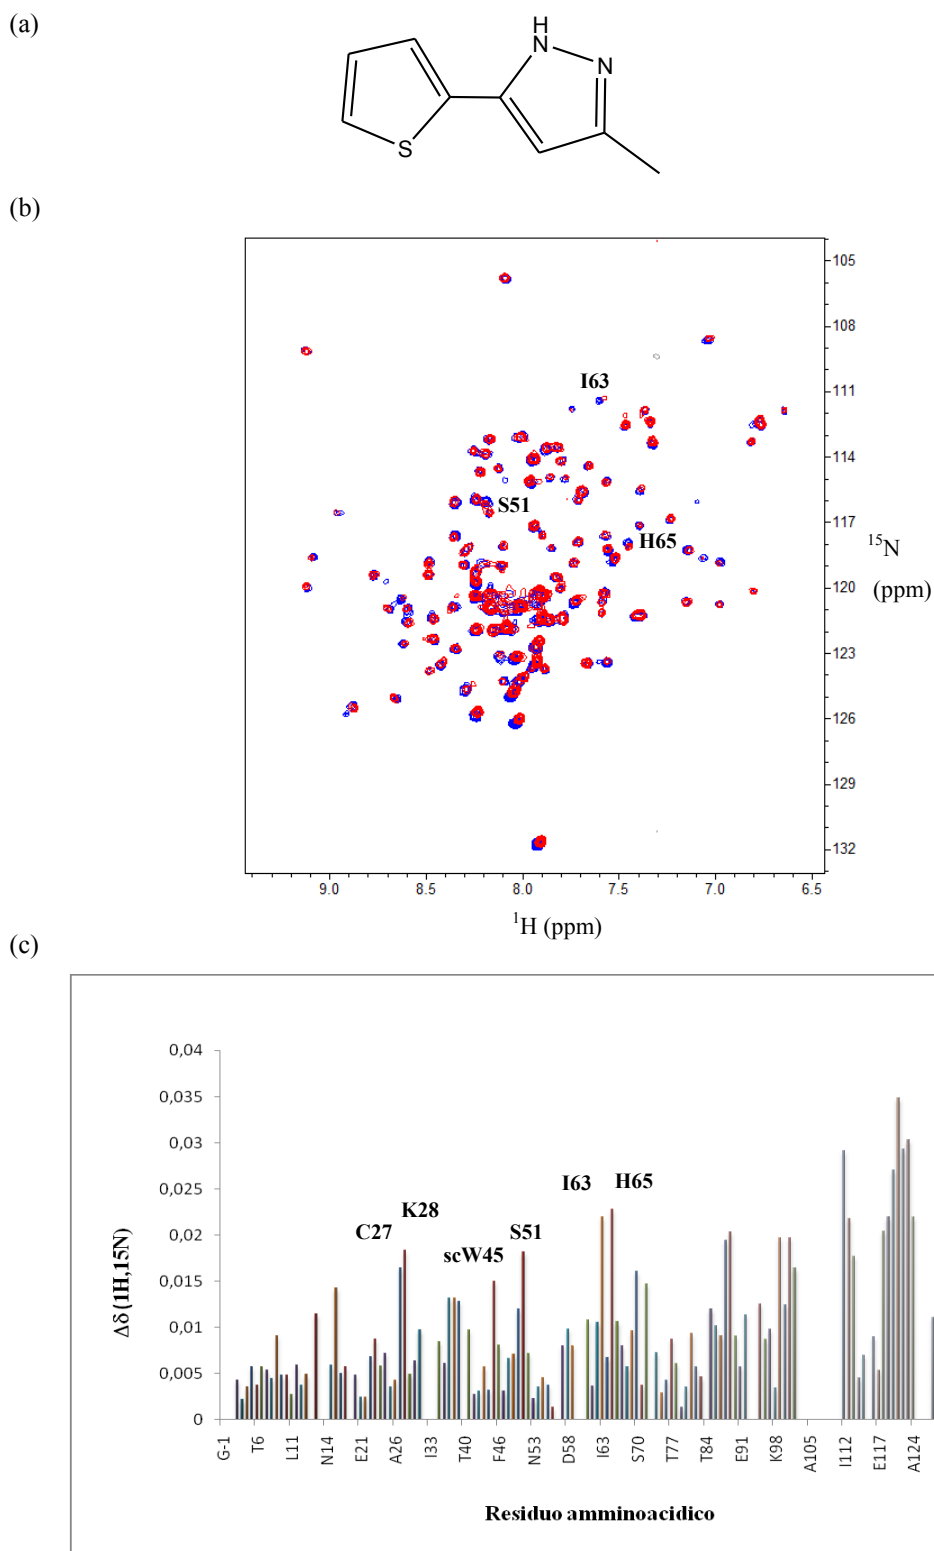 (a)
H
N
N
S
(b)
105
108
I63
111
114
S51
117
H65
15N
(ppm)
120
123
126
129
132
9.0 8.5 8.0 7.5 7.0 6.5
1H (ppm)
(c)
0,04
0,035
0,03
0,025
0,02
0,015
0,01
0,005
0
I63 H65
K28
C27 S51
scW45
Δδ (1H,15N)
G-1 T6 L11 N14 E21 A26 I33 T40 F46 N53 D58 I63 S70 T77 T84 E91 K98 A105 I112 E117 A124
Residuo amminoacidico